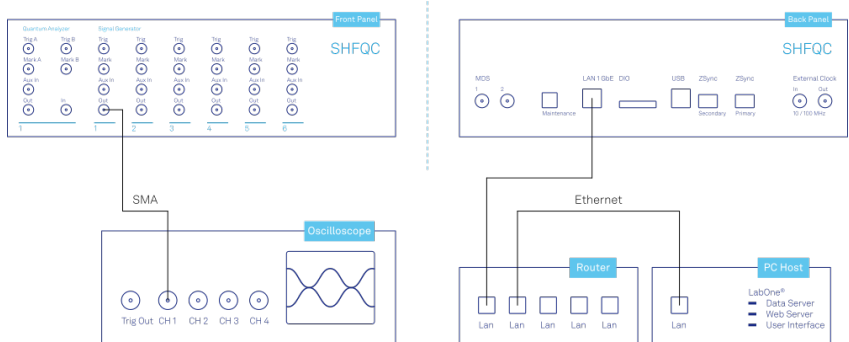 Front Panel
Quantum Analyzer
Signal Generator
SHFQC
Trig A Trig B Trig Trig Trig Trig Trig Trig
Mark A Mark B Mark Mark Mark Mark Mark Mark
Aux In Aux In Aux In Aux In Aux In Aux In Aux In
Out In Out Out Out Out Out Out
1 1 2 3 4 5 6
SMA
Oscilloscope
Trig Out CH 1 CH 2 CH 3 CH 4
Back Panel
SHFQC
MDS LAN 1 GbE DIO USB ZSync ZSync External Clock
1 2 In Out
Maintenance Secondary Primary 10 / 100 MHz
Ethernet
Router
Lan Lan Lan Lan Lan
PC Host
Lan
LabOne®
Data Server
Web Server
User Interface